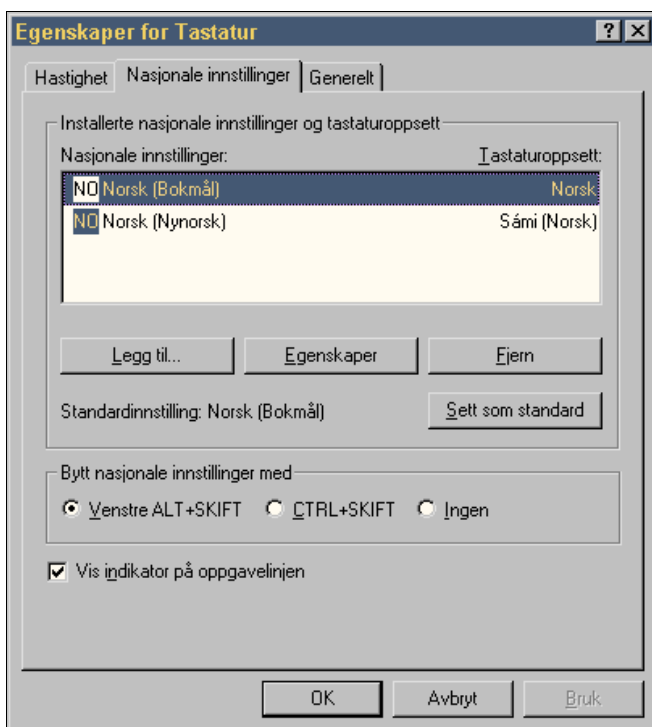 Egenskaper for Tastatur
Hastighet Nasjonale innstillinger Generelt
Installerte nasjonale innstillinger og tastaturoppsett
Nasjonale innstillinger: Tastaturoppsett:
NO Norsk (Bokmål) Norsk
NO Norsk (Nynorsk) Sámi (Norsk)
Legg til... Egenskaper Fjern
Standardinnstilling: Norsk (Bokmål) Sett som standard
Bytt nasjonale innstillinger med
Venstre ALT+SKIFT CTRL+SKIFT Ingen
Vis indikator på oppgavelinjen
OK Avbryt Bruk